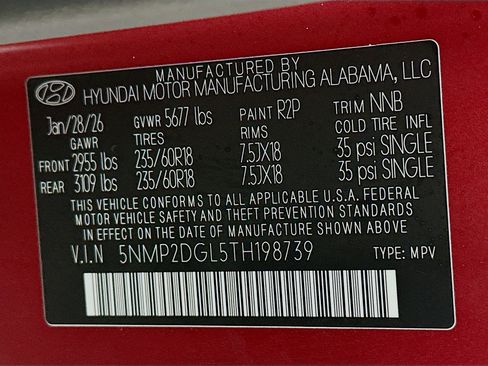 MANUFACTURED BY
HYUNDAI MOTOR MANUFACTURING ALABAMA, LLC
Jan/28/26 GVWR 5677 lbs PAINT R2P TRIM NNB
GAWR TIRES RIMS COLD TIRE INFL
FRONT 2955 lbs 235/60R18 7.5JX18 35 psi SINGLE
REAR 3109 lbs 235/60R18 7.5JX18 35 psi SINGLE
THIS VEHICLE CONFORMS TO ALL APPLICABLE U.S.A. FEDERAL
MOTOR VEHICLE SAFETY AND THEFT PREVENTION STANDARDS
IN EFFECT ON THE DATE OF MANUFACTURE SHOWN ABOVE
V.I.N 5NMP2DGL5TH198739 TYPE: MPV